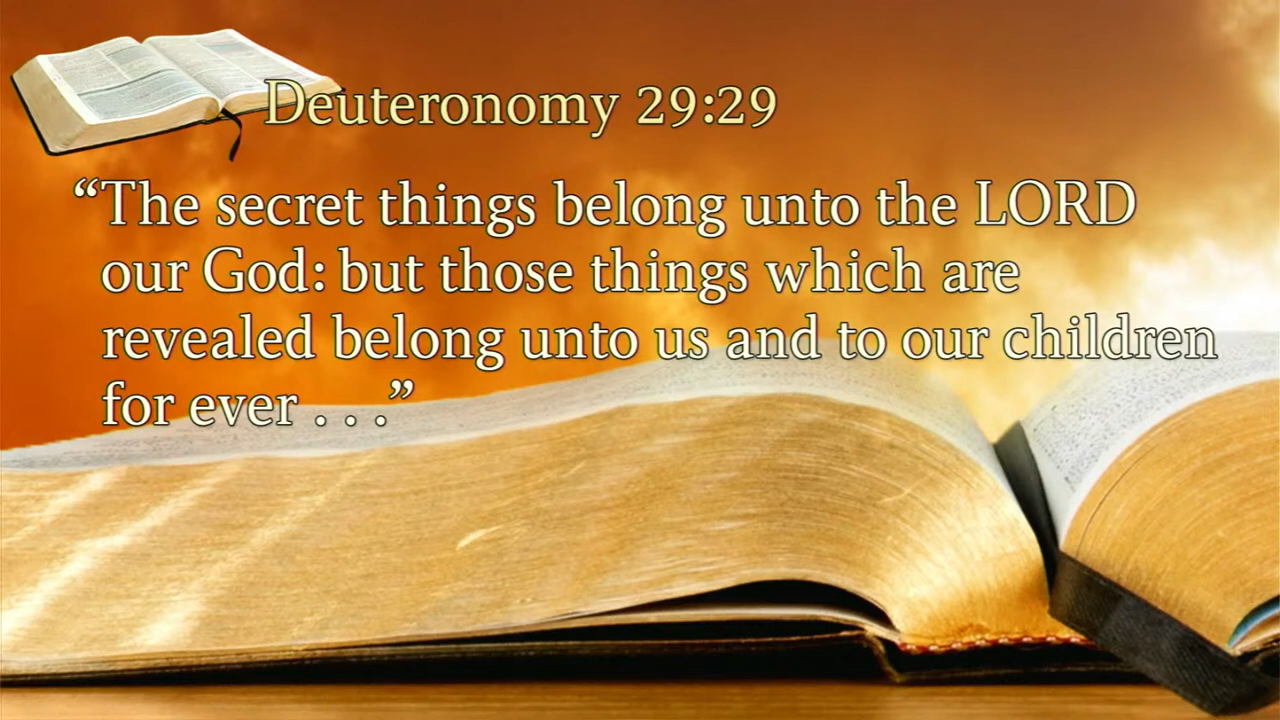 Deuteronomy 29:29
“The secret things belong unto the LORD
our God: but those things which are
revealed belong unto us and to our children
for ever . . .”